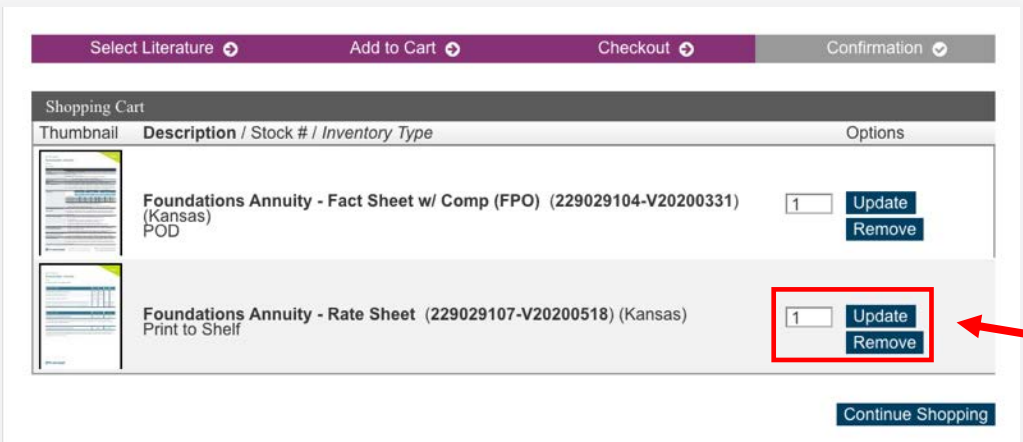 Select Literature Add to Cart Checkout Confirmation
Shopping Cart
Thumbnail Description / Stock # / Inventory Type Options
Foundations Annuity - Fact Sheet w/ Comp (FPO) (229029104-V20200331)
(Kansas)
POD
1 Update
Remove
Foundations Annuity - Rate Sheet (229029107-V20200518) (Kansas)
Print to Shelf
1 Update
Remove
Continue Shopping